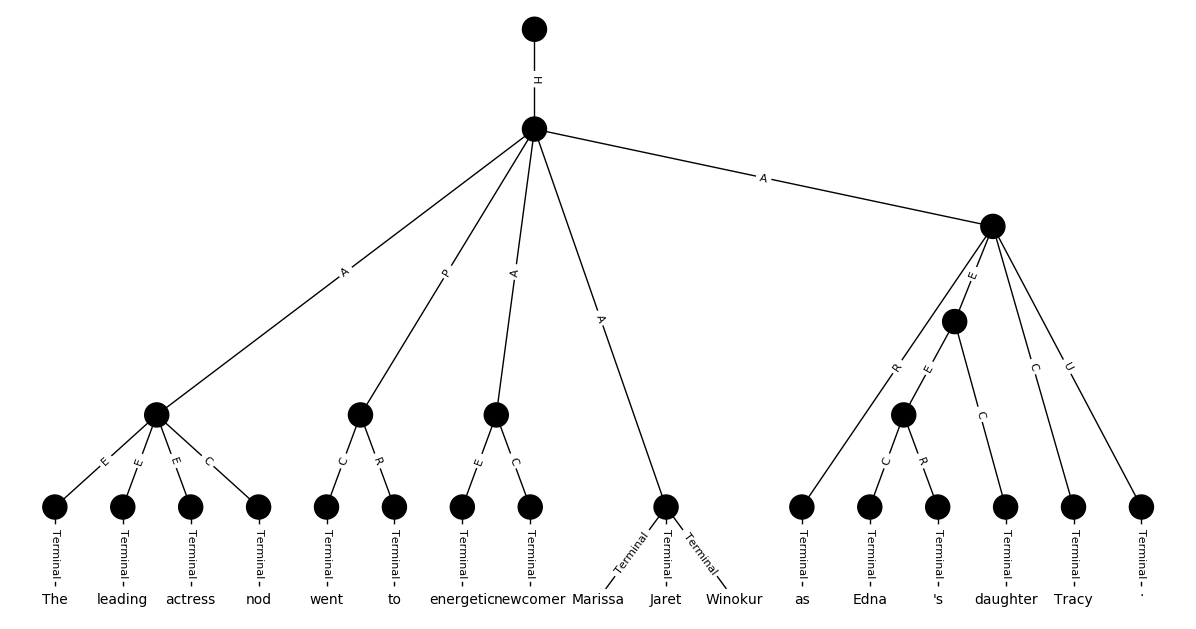 H
A
A
P
A
A
E
R
E
C
U
C
E
E
E
C
C
R
E
C
C
R
Terminal Terminal Terminal Terminal Terminal Terminal Terminal Terminal Terminal Terminal Terminal Terminal Terminal Terminal Terminal Terminal Terminal
The leading actress nod went to energetic newcomer Marissa Jaret Winokur as Edna 's daughter Tracy .